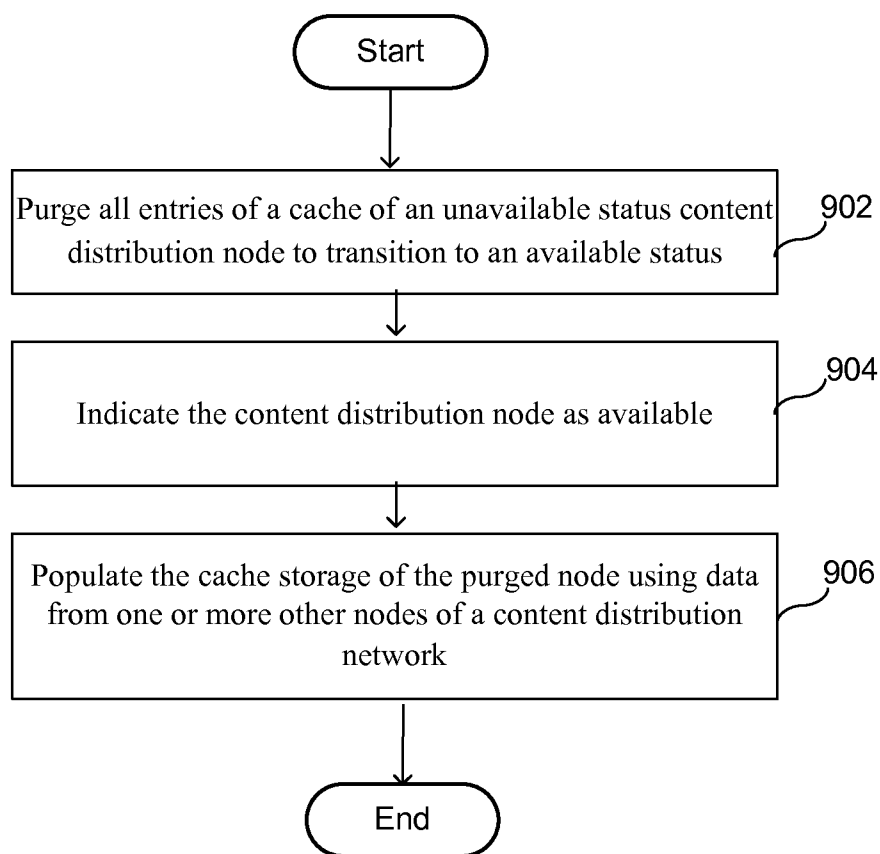 Start
Purge all entries of a cache of an unavailable status content
distribution node to transition to an available status
902
Indicate the content distribution node as available
904
Populate the cache storage of the purged node using data
from one or more other nodes of a content distribution
network
906
End